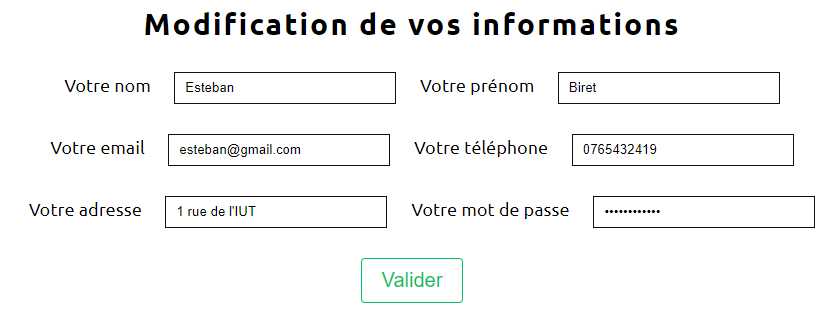 Modification de vos informations
Votre nom Esteban Votre prénom Biret
Votre email esteban@gmail.com Votre téléphone 0765432419
Votre adresse 1 rue de l'IUT Votre mot de passe ••••••••••••
Valider